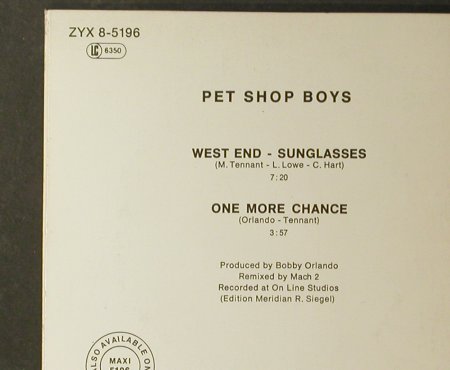 ZYX 8-5196
LC 6350
PET SHOP BOYS
WEST END - SUNGLASSES
(M. Tennant - L. Lowe - C. Hart)
7:20
ONE MORE CHANCE
(Orlando - Tennant)
3:57
Produced by Bobby Orlando
Remixed by Mach 2
Recorded at On Line Studios
(Edition Meridian R. Siegel)
ALSO AVAILABLE ON
MAXI
5196